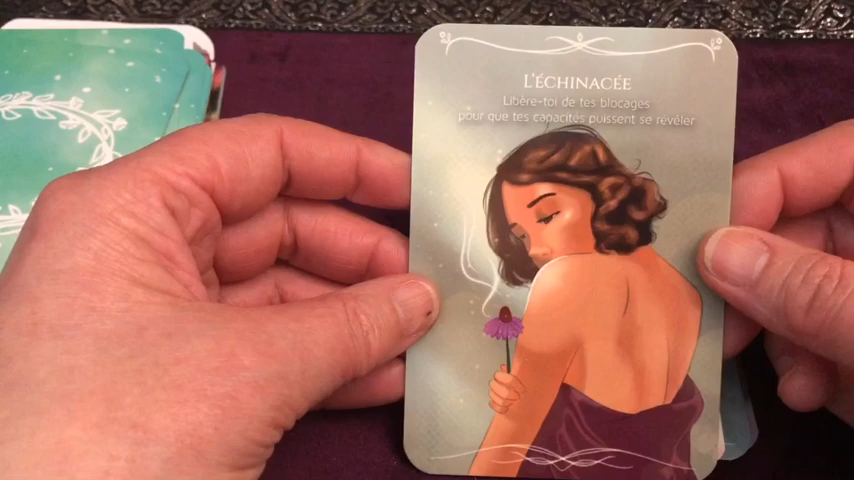 L'ÉCHINACÉE
Libère-toi de tes blocages
pour que tes capacités puissent se révéler